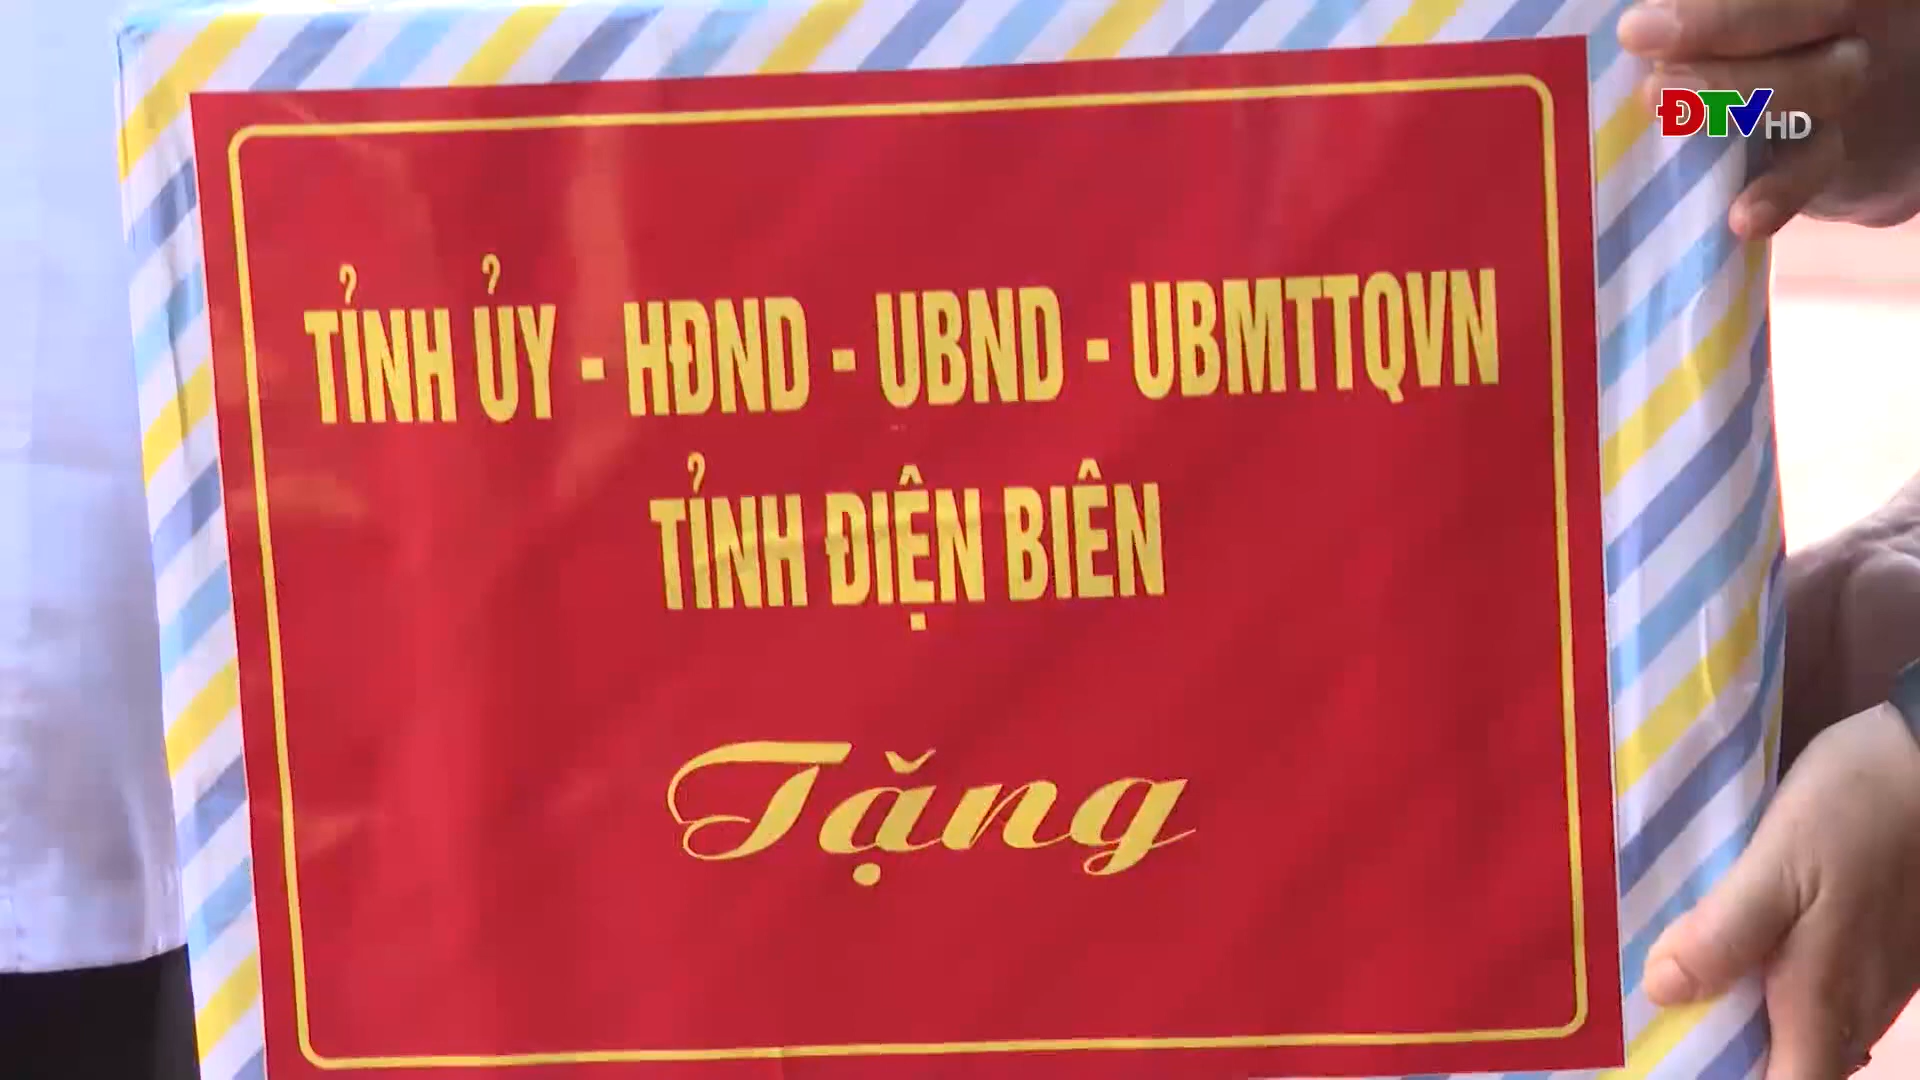 ĐTV HD
TỈNH ỦY - HĐND - UBND - UBMTTQVN
TỈNH ĐIỆN BIÊN
Tặng